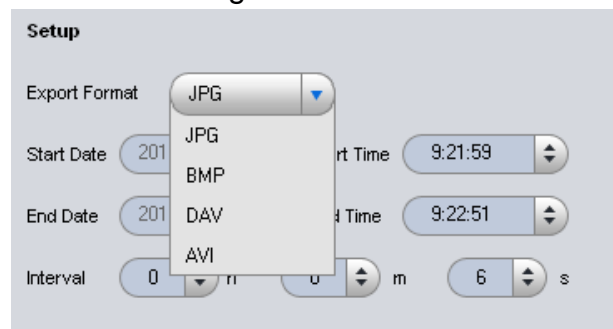 Setup
Export Format JPG
JPG
Start Date 201 rt Time 9:21:59
BMP
End Date 201 DAV Time 9:22:51
AVI
Interval 0 m 6 s